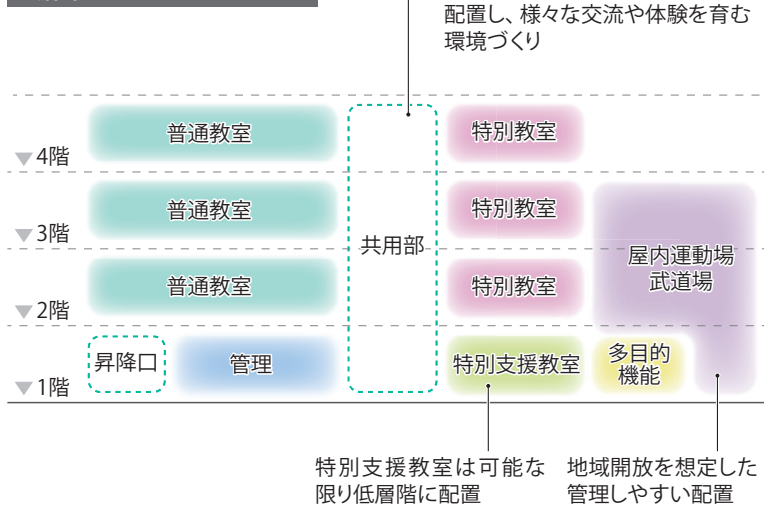 配置し、様々な交流や体験を育む
環境づくり
普通教室
特別教室
▼4階
普通教室
特別教室
▼3階
共用部
屋内運動場
武道場
普通教室
特別教室
▼2階
昇降口
管理
特別支援教室
多目的
機能
▼1階
特別支援教室は可能な
限り低層階に配置
地域開放を想定した
管理しやすい配置